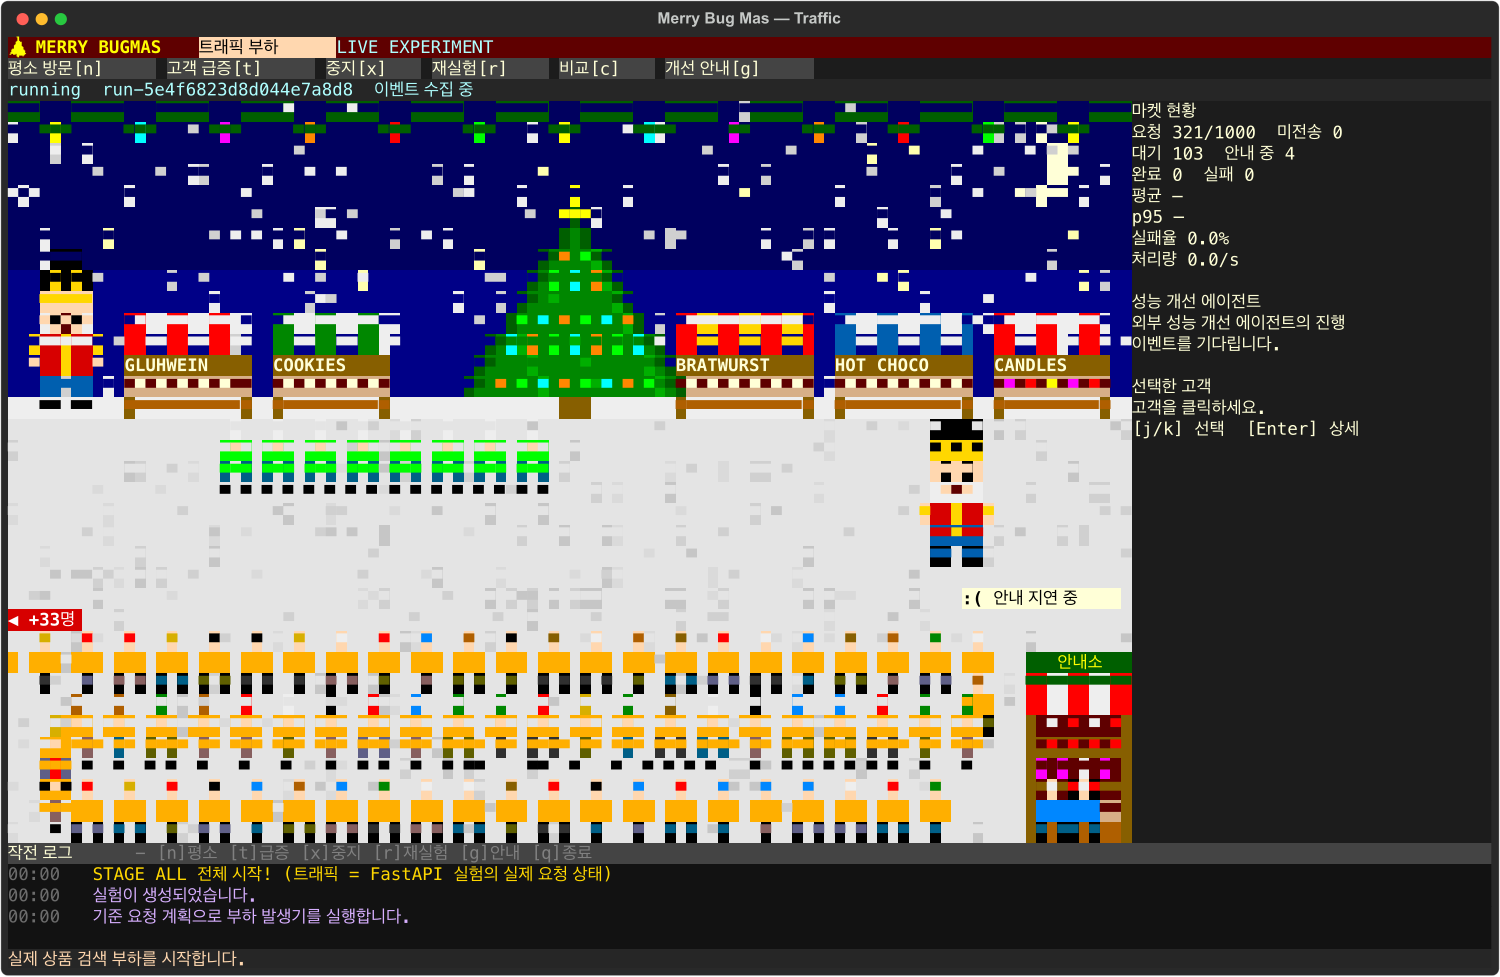 Merry Bug Mas — Traffic
MERRY BUGMAS 트래픽 부하 LIVE EXPERIMENT
평소 방문[n] 고객 급증[t] 중지[x] 재실험[r] 비교[c] 개선 안내[g]
running run-5e4f6823d8d044e7a8d8 이벤트 수집 중
마켓 현황
요청 321/1000 미전송 0
대기 103 안내 중 4
완료 0 실패 0
평균 —
p95 —
실패율 0.0%
처리량 0.0/s
성능 개선 에이전트
외부 성능 개선 에이전트의 진행
이벤트를 기다립니다.
선택한 고객
고객을 클릭하세요.
[j/k] 선택 [Enter] 상세
GLUHWEIN COOKIES BRATWURST HOT CHOCO CANDLES
:( 안내 지연 중
◀ +33명
안내소
작전 로그 — [n]평소 [t]급증 [x]중지 [r]재실험 [g]안내 [q]종료
00:00 STAGE ALL 전체 시작! (트래픽 = FastAPI 실험의 실제 요청 상태)
00:00 실험이 생성되었습니다.
00:00 기준 요청 계획으로 부하 발생기를 실행합니다.
실제 상품 검색 부하를 시작합니다.